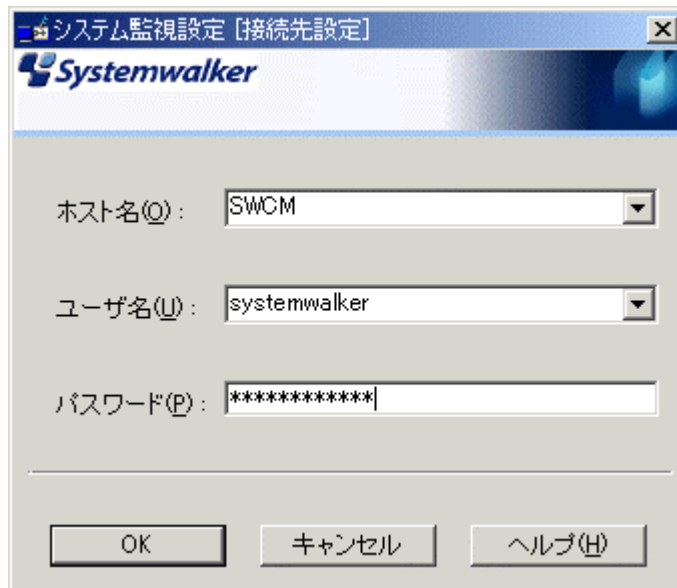 システム監視設定 [接続先設定]
Systemwalker
ホスト名(O) : SWCM
ユーザ名(U) : systemwalker
パスワード(P) : ************
OK キャンセル ヘルプ(H)